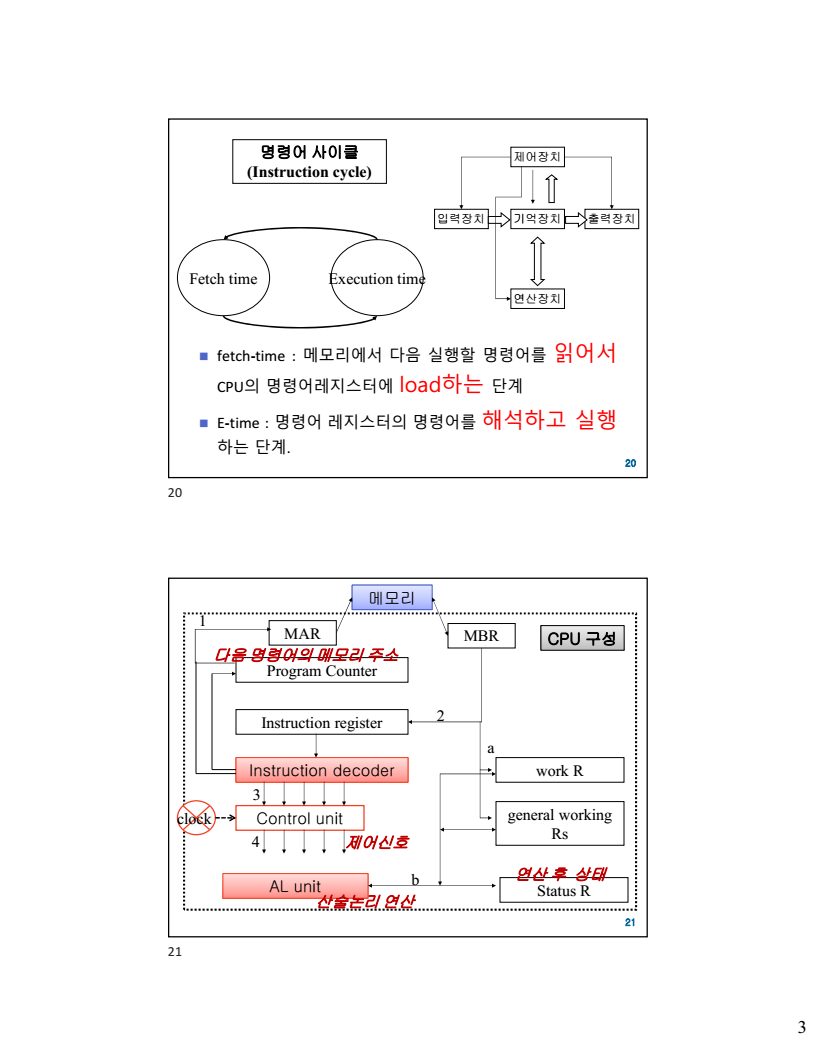 명령어 사이클
(Instruction cycle)
제어장치
입력장치
기억장치
출력장치
연산장치
Fetch time
Execution time
fetch-time : 메모리에서 다음 실행할 명령어를 읽어서
CPU의 명령어레지스터에 load하는 단계
E-time : 명령어 레지스터의 명령어를 해석하고 실행
하는 단계.
20
20
메모리
1
MAR
MBR
CPU 구성
다음 명령어의 메모리 주소
Program Counter
Instruction register
2
a
Instruction decoder
work R
3
clock
Control unit
general working
Rs
4
제어신호
AL unit
b
연산 후 상태
Status R
산술논리 연산
21
21
3